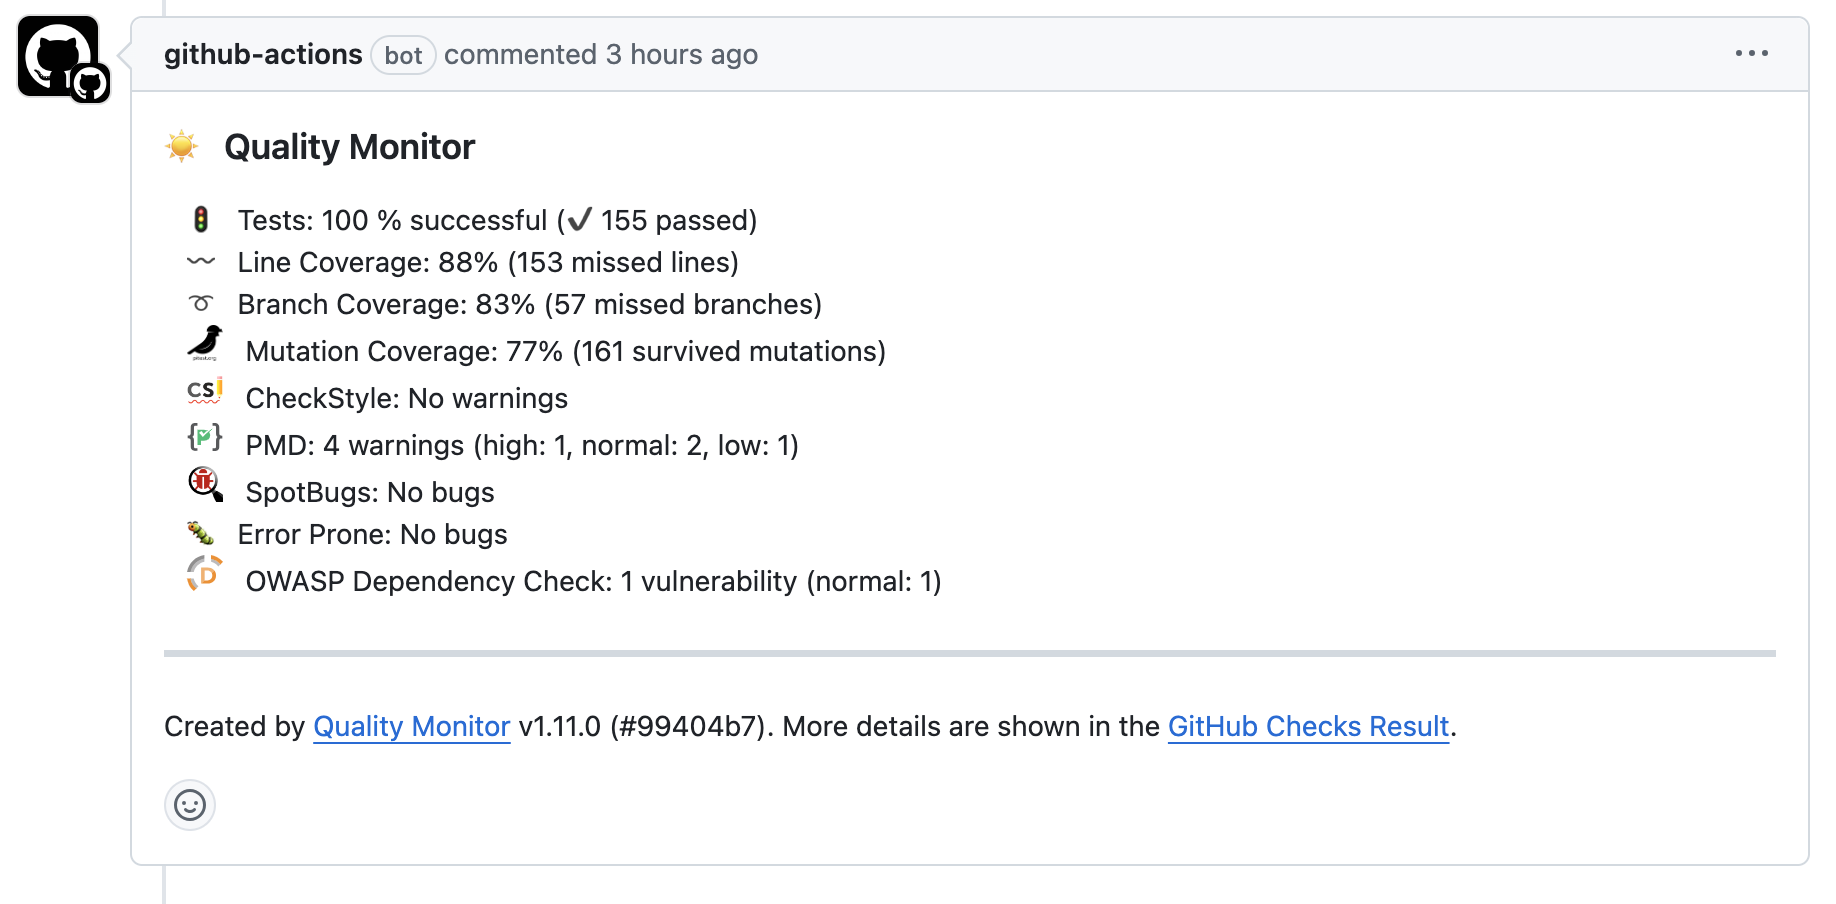 github-actions bot commented 3 hours ago
Quality Monitor
Tests: 100 % successful (✔ 155 passed)
Line Coverage: 88% (153 missed lines)
Branch Coverage: 83% (57 missed branches)
Mutation Coverage: 77% (161 survived mutations)
cs CheckStyle: No warnings
PMD: 4 warnings (high: 1, normal: 2, low: 1)
SpotBugs: No bugs
Error Prone: No bugs
D OWASP Dependency Check: 1 vulnerability (normal: 1)
Created by Quality Monitor v1.11.0 (#99404b7). More details are shown in the GitHub Checks Result.